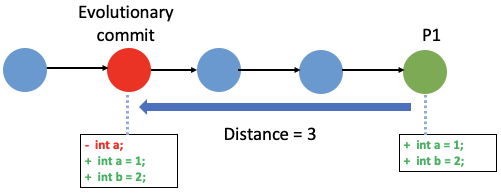 Evolutionary
commit
P1
Distance = 3
- int a;
+ int a = 1;
+ int b = 2;
+ int a = 1;
+ int b = 2;